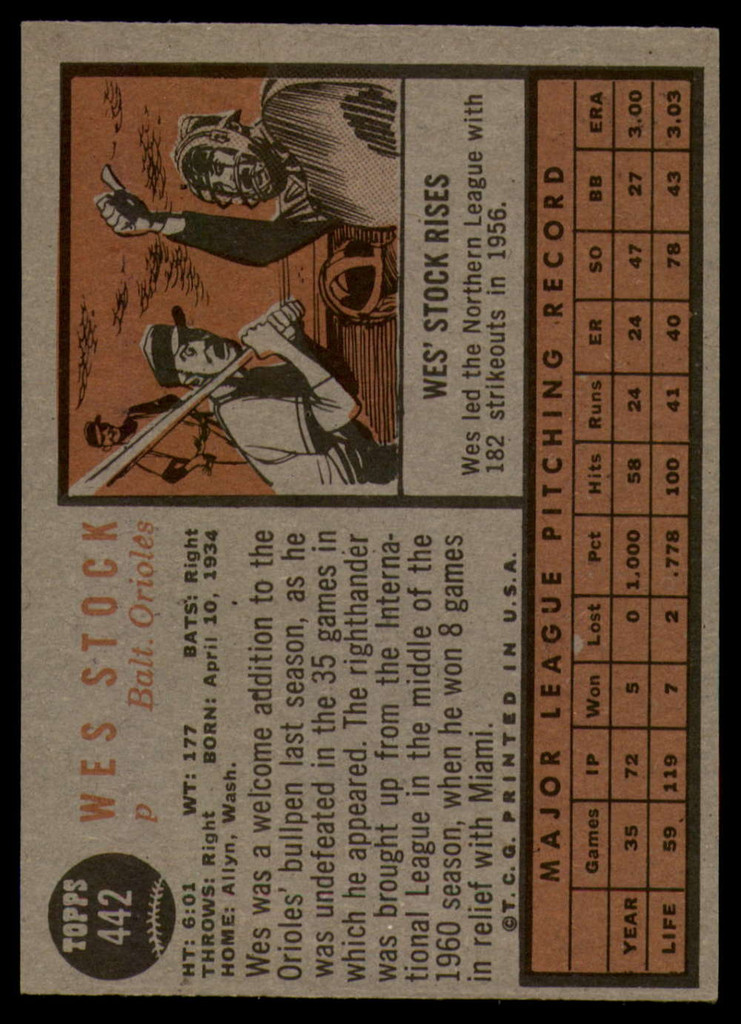 TOPPS
442
WES STOCK
P Balt. Orioles
HT: 6:01 WT: 177 BATS: Right
THROWS: Right BORN: April 10, 1934
HOME: Allyn, Wash.
Wes was a welcome addition to the
Orioles' bullpen last season, as he
was undefeated in the 35 games in
which he appeared. The righthander
was brought up from the Interna-
tional League in the middle of the
1960 season, when he won 8 games
in relief with Miami.
© T. C. G. PRINTED IN U.S.A.
WES' STOCK RISES
Wes led the Northern League with
182 strikeouts in 1956.
MAJOR LEAGUE PITCHING RECORD
Games IP Won Lost Pct Hits Runs ER SO BB ERA
YEAR 35 72 5 0 1.000 58 24 24 47 27 3.00
LIFE 59 119 7 2 .778 100 41 40 78 43 3.03